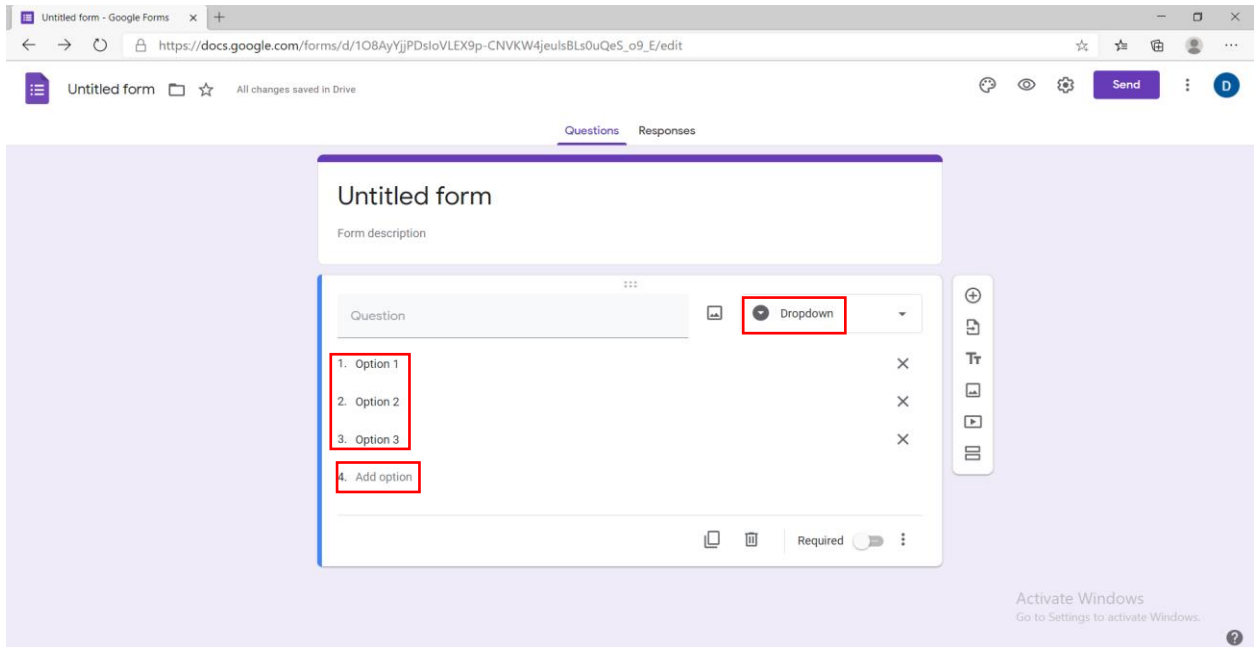 Untitled form - Google Forms
https://docs.google.com/forms/d/1O8AyYjjPDsIoVLEX9p-CNVKW4jeulsBLs0uQeS_o9_E/edit
Untitled form All changes saved in Drive
Send
D
Questions Responses
Untitled form
Form description
Question
Dropdown
1. Option 1
2. Option 2
3. Option 3
4. Add option
Required
Activate Windows
Go to Settings to activate Windows.